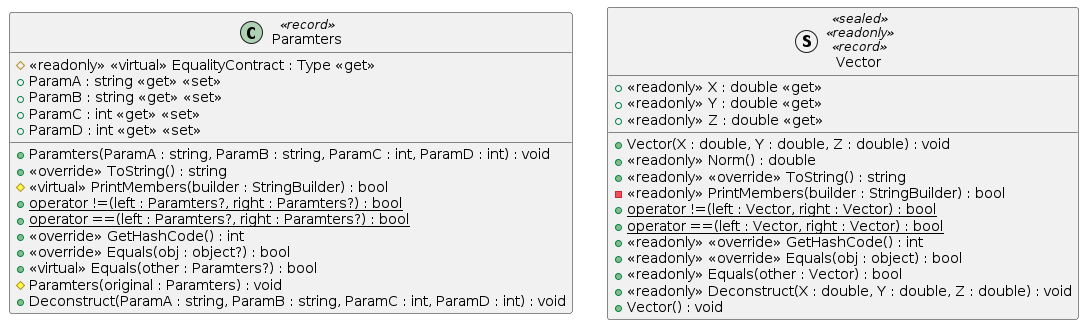 «record»
C
Paramters
«readonly» «virtual» EqualityContract : Type «get»
ParamA : string «get» «set»
ParamB : string «get» «set»
ParamC : int «get» «set»
ParamD : int «get» «set»
Paramters(ParamA : string, ParamB : string, ParamC : int, ParamD : int) : void
«override» ToString() : string
«virtual» PrintMembers(builder : StringBuilder) : bool
operator !=(left : Paramters?, right : Paramters?) : bool
operator ==(left : Paramters?, right : Paramters?) : bool
«override» GetHashCode() : int
«override» Equals(obj : object?) : bool
«virtual» Equals(other : Paramters?) : bool
Paramters(original : Paramters) : void
Deconstruct(ParamA : string, ParamB : string, ParamC : int, ParamD : int) : void
«sealed»
«readonly»
S
«record»
Vector
«readonly» X : double «get»
«readonly» Y : double «get»
«readonly» Z : double «get»
Vector(X : double, Y : double, Z : double) : void
«readonly» Norm() : double
«readonly» «override» ToString() : string
«readonly» PrintMembers(builder : StringBuilder) : bool
operator !=(left : Vector, right : Vector) : bool
operator ==(left : Vector, right : Vector) : bool
«readonly» «override» GetHashCode() : int
«readonly» «override» Equals(obj : object) : bool
«readonly» Equals(other : Vector) : bool
«readonly» Deconstruct(X : double, Y : double, Z : double) : void
Vector() : void